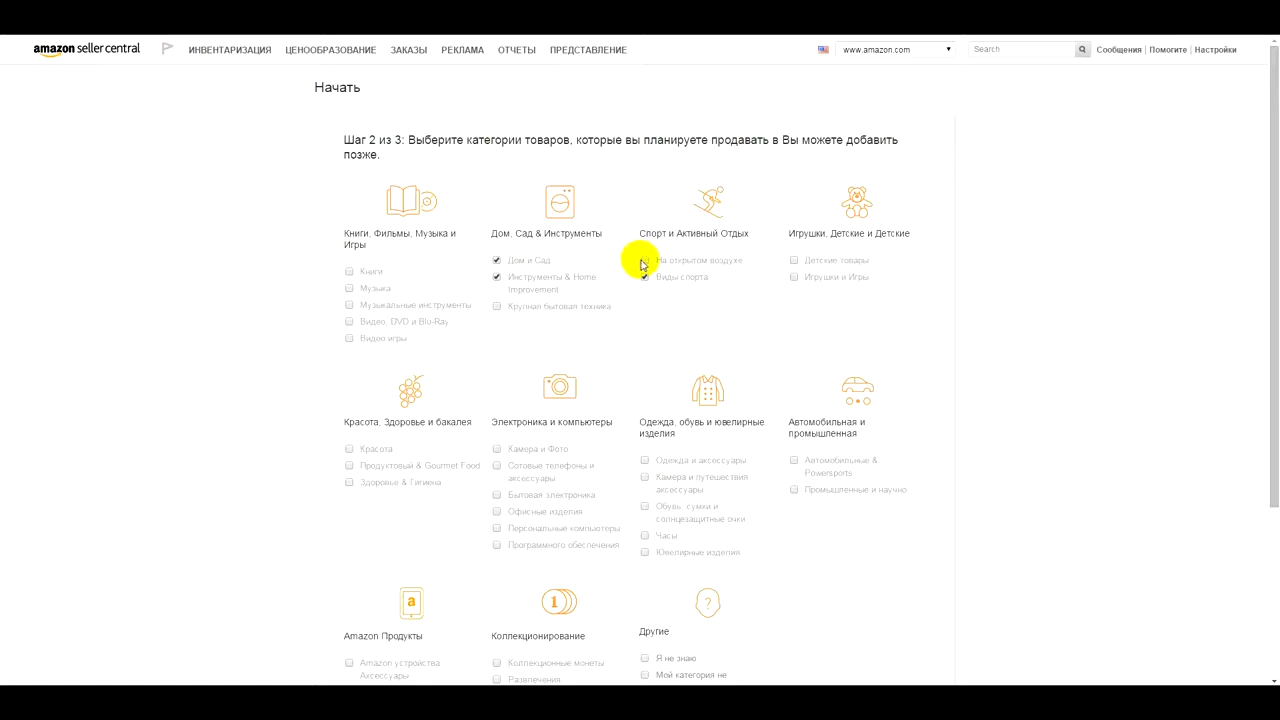 amazon seller central
ИНВЕНТАРИЗАЦИЯ ЦЕНООБРАЗОВАНИЕ ЗАКАЗЫ РЕКЛАМА ОТЧЕТЫ ПРЕДСТАВЛЕНИЕ
www.amazon.com
Search
Сообщения | Помогите | Настройки
Начать
Шаг 2 из 3: Выберите категории товаров, которые вы планируете продавать в Вы можете добавить
позже.
Книги, Фильмы, Музыка и
Игры
Книги
Музыка
Музыкальные инструменты
Видео, DVD и Blu-Ray
Видео игры
Дом, Сад & Инструменты
Дом и Сад
Инструменты & Home
Improvement
Крупная бытовая техника
Спорт и Активный Отдых
На открытом воздухе
Виды спорта
Игрушки, Детские и Детские
Детские товары
Игрушки и Игры
Красота, Здоровье и бакалея
Красота
Продуктовый & Gourmet Food
Здоровье & Гигиена
Электроника и компьютеры
Камера и Фото
Сотовые телефоны и
аксессуары
Бытовая электроника
Офисные изделия
Персональные компьютеры
Программного обеспечения
Одежда, обувь и ювелирные
изделия
Одежда и аксессуары
Камера и путешествия
аксессуары
Обувь, сумки и
солнцезащитные очки
Часы
Ювелирные изделия
Автомобильная и
промышленная
Автомобильные &
Powersports
Промышленные и научно
a
Amazon Продукты
Amazon устройства
Аксессуары
1
Коллекционирование
Коллекционные монеты
Развлечения
?
Другие
Я не знаю
Мой категория не